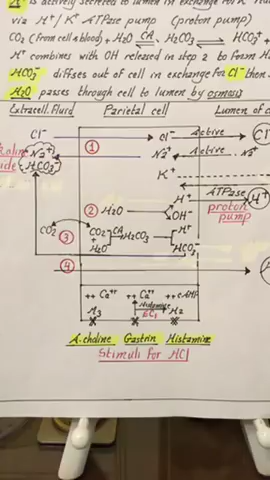 is actively secreted to lumen in exchange for K
via H⁺/K⁺ ATPase pump (proton pump)
CO₂ (from cell & blood) + H₂O CA → H₂CO₃ ⇌ HCO₃⁻ +
H⁺ combines with OH released in step 2 to form H
HCO₃⁻ diffses out of cell in exchange for Cl⁻ then
H₂O passes through cell to lumen by osmosis
Extracell. Fluid Parietal cell Lumen of
Cl⁻ Cl⁻ Active Cl
Na⁺ ① Na⁺ Active Na⁺
HCO₃⁻ K⁺
H⁺ ATPase H⁺
② H₂O OH⁻ proton pump
CO₂ ③ CO₂ + H₂O CA H₂CO₃ H⁺ HCO₃
④
++ Ca⁺⁺ ++ Ca⁺⁺ ++ cAMP
Histamine
M₃ ECL H₂
A.choline Gastrin Histamine
Stimuli for HCl